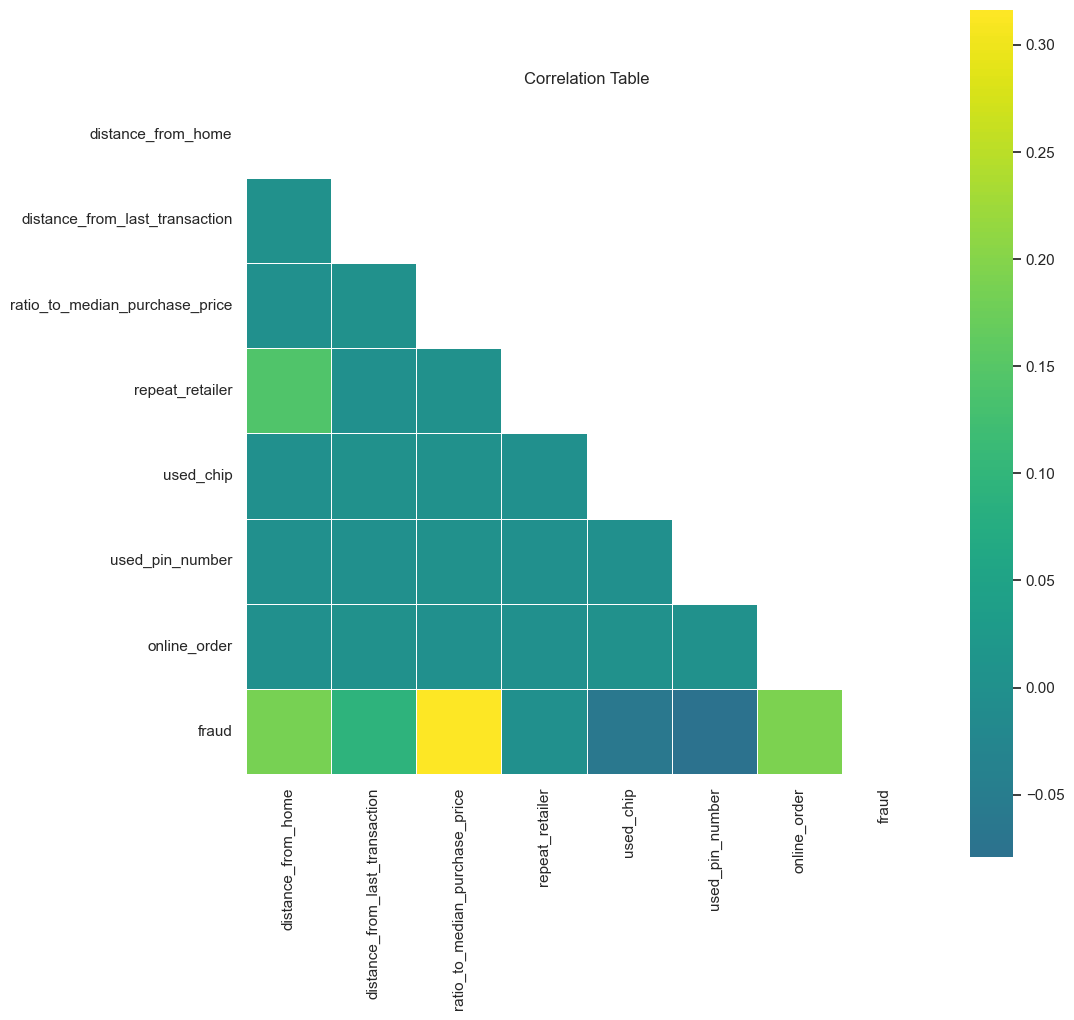 Correlation Table
distance_from_home
distance_from_last_transaction
ratio_to_median_purchase_price
repeat_retailer
used_chip
used_pin_number
online_order
fraud
distance_from_home
distance_from_last_transaction
ratio_to_median_purchase_price
repeat_retailer
used_chip
used_pin_number
online_order
fraud
0.30
0.25
0.20
0.15
0.10
0.05
0.00
−0.05